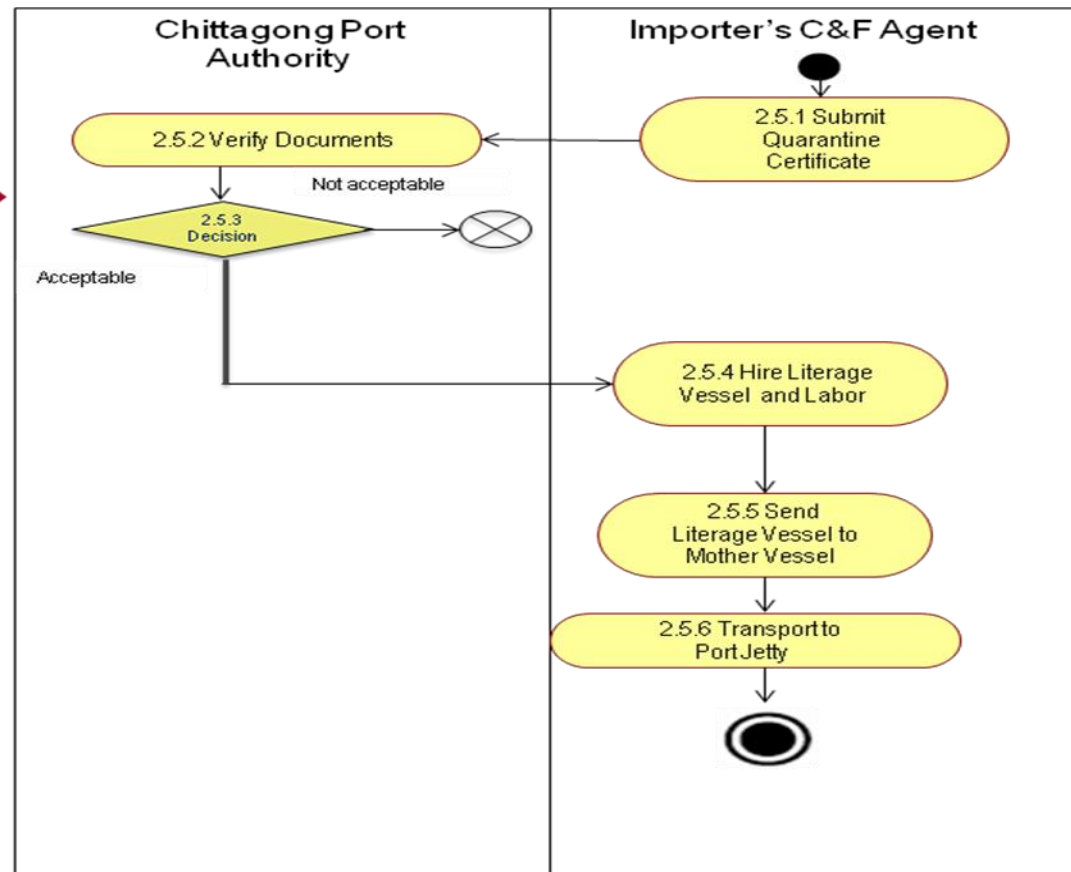 Chittagong Port
Authority
Importer's C&F Agent
2.5.1 Submit
Quarantine
Certificate
2.5.2 Verify Documents
Not acceptable
2.5.3
Decision
Acceptable
2.5.4 Hire Literage
Vessel and Labor
2.5.5 Send
Literage Vessel to
Mother Vessel
2.5.6 Transport to
Port Jetty